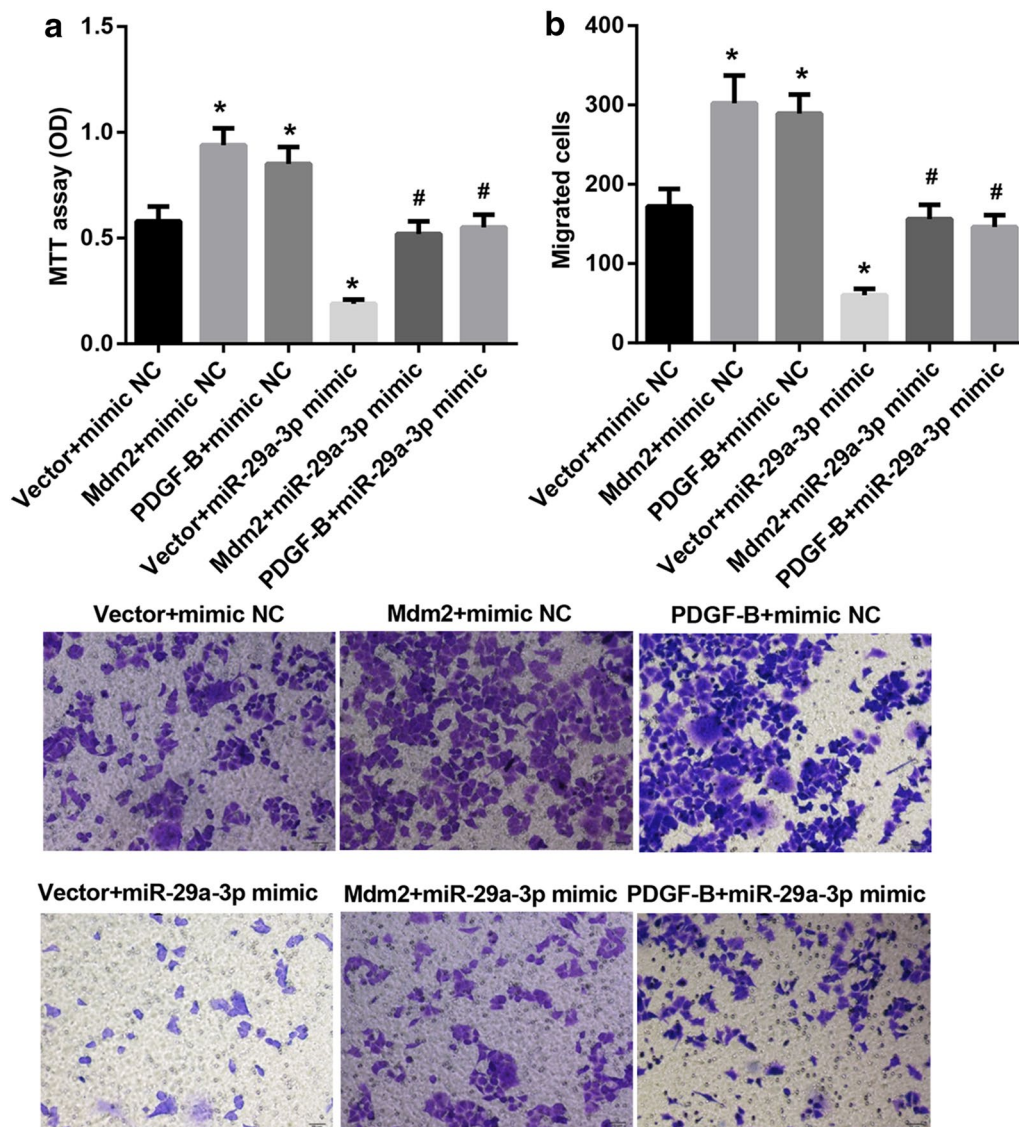 a
MTT assay (OD)
1.5
1.0
0.5
0.0
*
*
*
#
#
Vector+mimic NC
Mdm2+mimic NC
PDGF-B+mimic NC
Vector+miR-29a-3p mimic
Mdm2+miR-29a-3p mimic
PDGF-B+miR-29a-3p mimic
b
Migrated cells
400
300
200
100
0
*
*
*
#
#
Vector+mimic NC
Mdm2+mimic NC
PDGF-B+mimic NC
Vector+miR-29a-3p mimic
Mdm2+miR-29a-3p mimic
PDGF-B+miR-29a-3p mimic
Vector+mimic NC
Mdm2+mimic NC
PDGF-B+mimic NC
Vector+miR-29a-3p mimic
Mdm2+miR-29a-3p mimic
PDGF-B+miR-29a-3p mimic